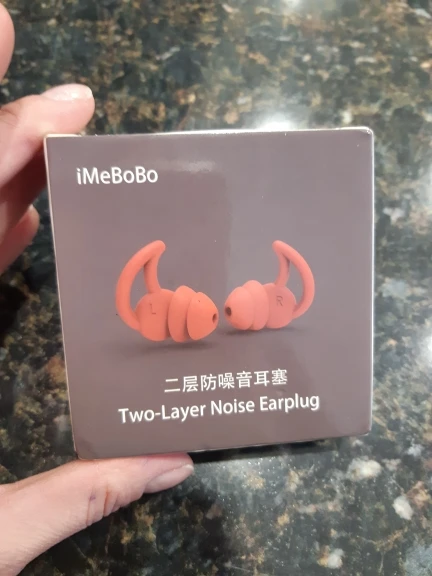 iMeBoBo
L
R
二层防噪音耳塞
Two-Layer Noise Earplug